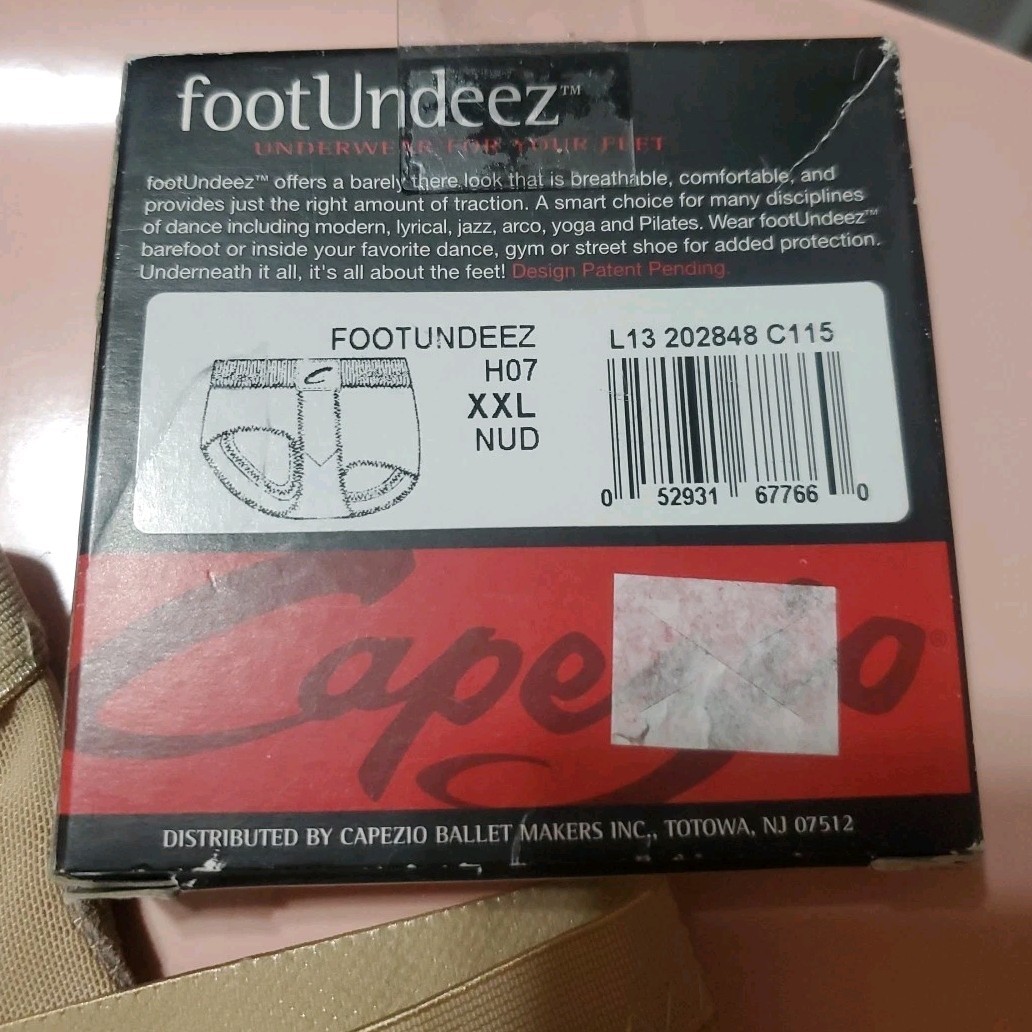 footUndeez™
UNDERWEAR FOR YOUR FEET
footUndeez™ offers a barely there look that is breathable, comfortable, and
provides just the right amount of traction. A smart choice for many disciplines
of dance including modern, lyrical, jazz, arco, yoga and Pilates. Wear footUndeez™
barefoot or inside your favorite dance, gym or street shoe for added protection.
Underneath it all, it's all about the feet! Design Patent Pending.
FOOTUNDEEZ
H07
XXL
NUD
C
L13 202848 C115
0 52931 67766 0
Capezio®
DISTRIBUTED BY CAPEZIO BALLET MAKERS INC., TOTOWA, NJ 07512